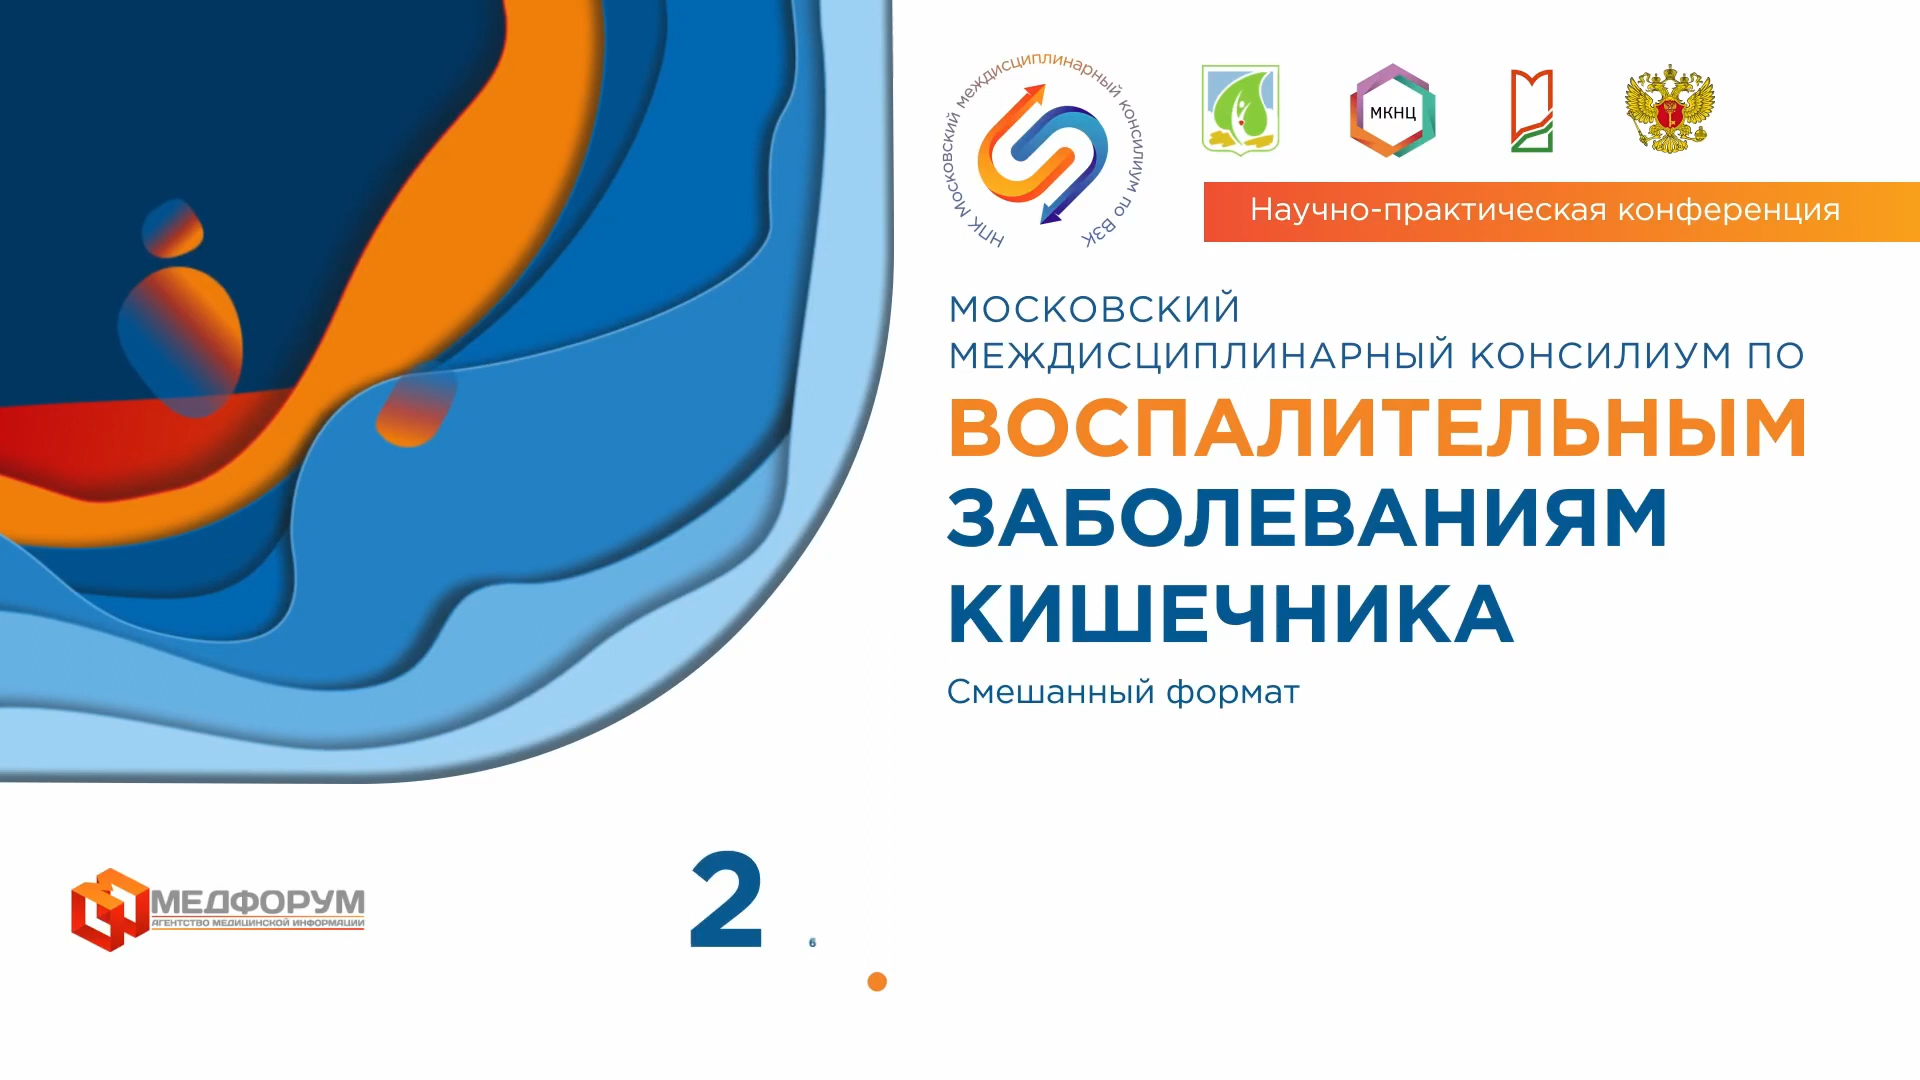 НПК Московский междисциплинарный консилиум по ВЗК
МКНЦ
Научно-практическая конференция
МОСКОВСКИЙ
МЕЖДИСЦИПЛИНАРНЫЙ КОНСИЛИУМ ПО
ВОСПАЛИТЕЛЬНЫМ
ЗАБОЛЕВАНИЯМ
КИШЕЧНИКА
Смешанный формат
МЕДФОРУМ
АГЕНТСТВО МЕДИЦИНСКОЙ ИНФОРМАЦИИ
2 6 .